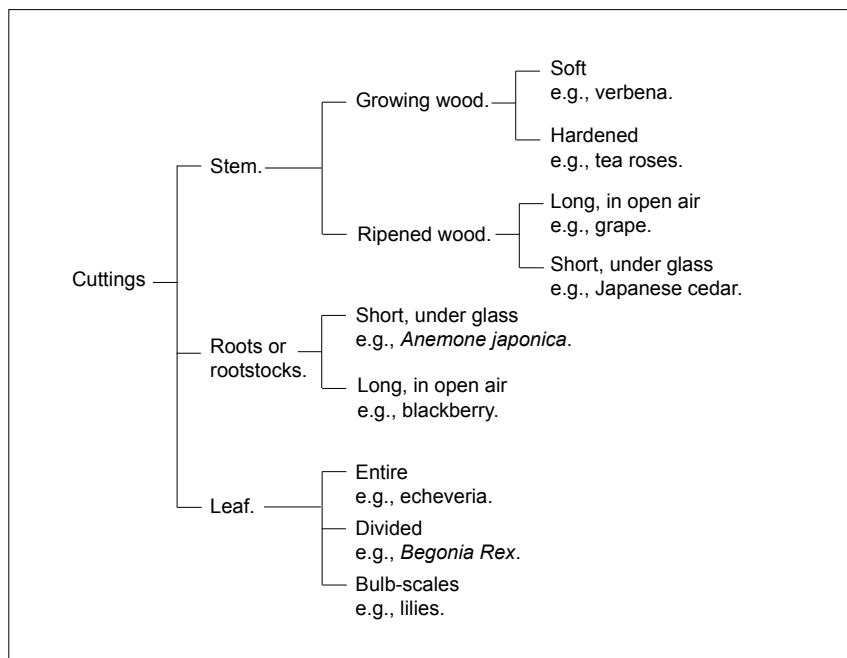 Cuttings
Stem.
Growing wood.
Soft
e.g., verbena.
Hardened
e.g., tea roses.
Ripened wood.
Long, in open air
e.g., grape.
Short, under glass
e.g., Japanese cedar.
Roots or
rootstocks.
Short, under glass
e.g., Anemone japonica.
Long, in open air
e.g., blackberry.
Leaf.
Entire
e.g., echeveria.
Divided
e.g., Begonia Rex.
Bulb-scales
e.g., lilies.